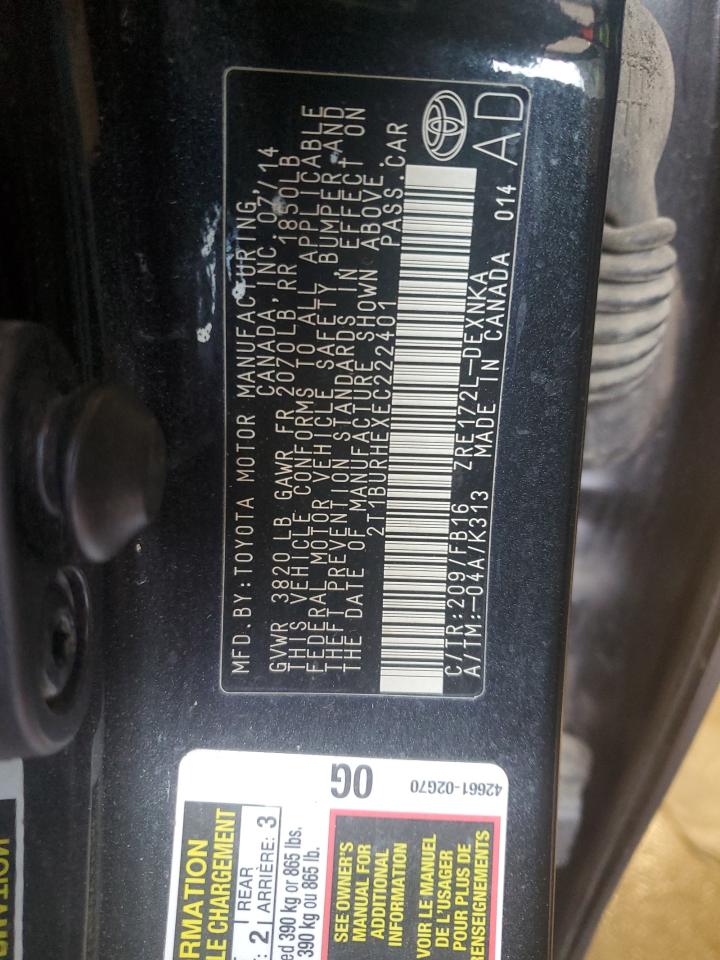 MFD.BY:TOYOTA MOTOR MANUFACTURING,
CANADA,INC. 07/14
GVWR 3820 LB GAWR FR 2070LB,RR 1850LB
THIS VEHICLE CONFORMS TO ALL APPLICABLE
FEDERAL MOTOR VEHICLE SAFETY, BUMPER,AND
THEFT PREVENTION STANDARDS IN EFFECT ON
THE DATE OF MANUFACTURE SHOWN ABOVE.
2T1BURHEXEC222401 PASS.CAR
C/TR:209/FB16 ZRE172L-DEXNKA
A/TM:-04A/K313 MADE IN CANADA 014
AD
OG
42661-02G70
RMATION
LE CHARGEMENT
: 2 REAR
ARRIÈRE: 3
ed 390 kg or 865 lbs.
390 kg ou 865 lb.
SEE OWNER'S
MANUAL FOR
ADDITIONAL
INFORMATION
VOIR LE MANUEL
DE L'USAGER
POUR PLUS DE
RENSEIGNEMENTS